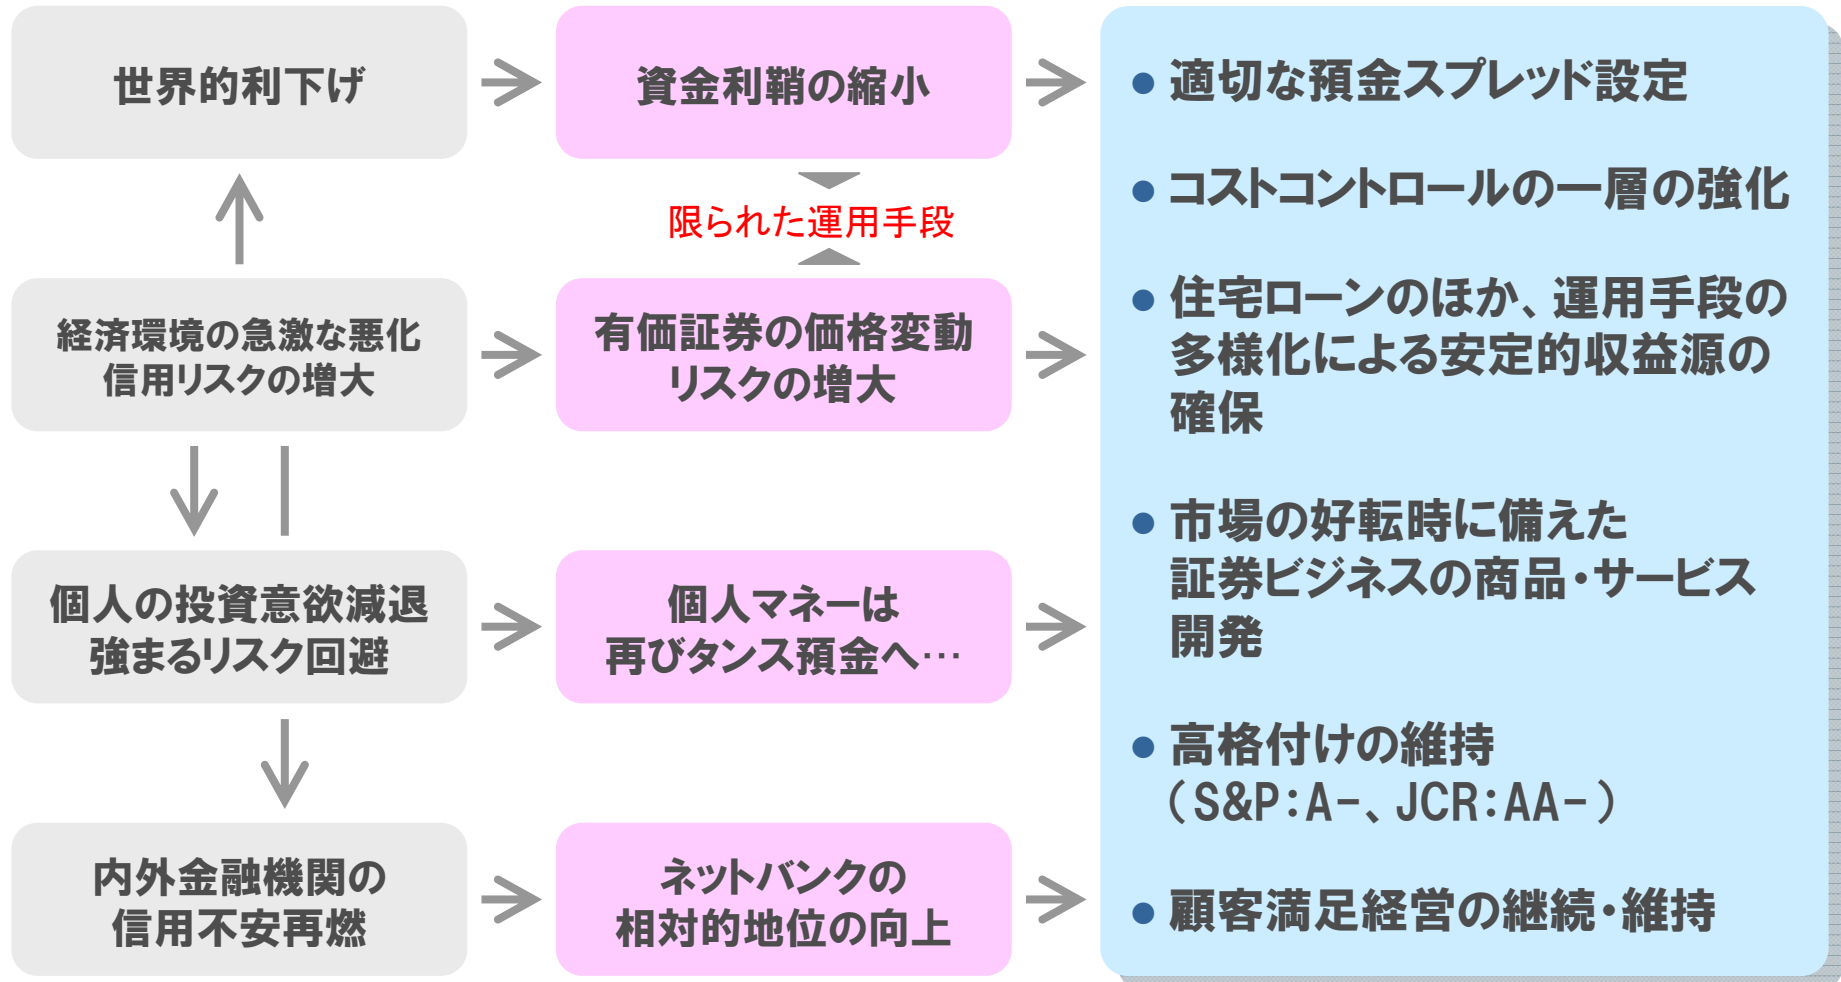 世界的利下げ
資金利鞘の縮小
限られた運用手段
経済環境の急激な悪化
信用リスクの増大
有価証券の価格変動
リスクの増大
個人の投資意欲減退
強まるリスク回避
個人マネーは
再びタンス預金へ…
内外金融機関の
信用不安再燃
ネットバンクの
相対的地位の向上
● 適切な預金スプレッド設定
● コストコントロールの一層の強化
● 住宅ローンのほか、運用手段の
多様化による安定的収益源の
確保
● 市場の好転時に備えた
証券ビジネスの商品・サービス
開発
● 高格付けの維持
（S&P：A−、JCR：AA−）
● 顧客満足経営の継続・維持